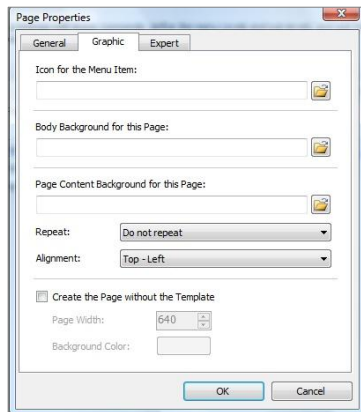 Page Properties
General Graphic Expert
Icon for the Menu Item:
Body Background for this Page:
Page Content Background for this Page:
Repeat: Do not repeat
Alignment: Top - Left
Create the Page without the Template
Page Width: 640
Background Color:
OK Cancel